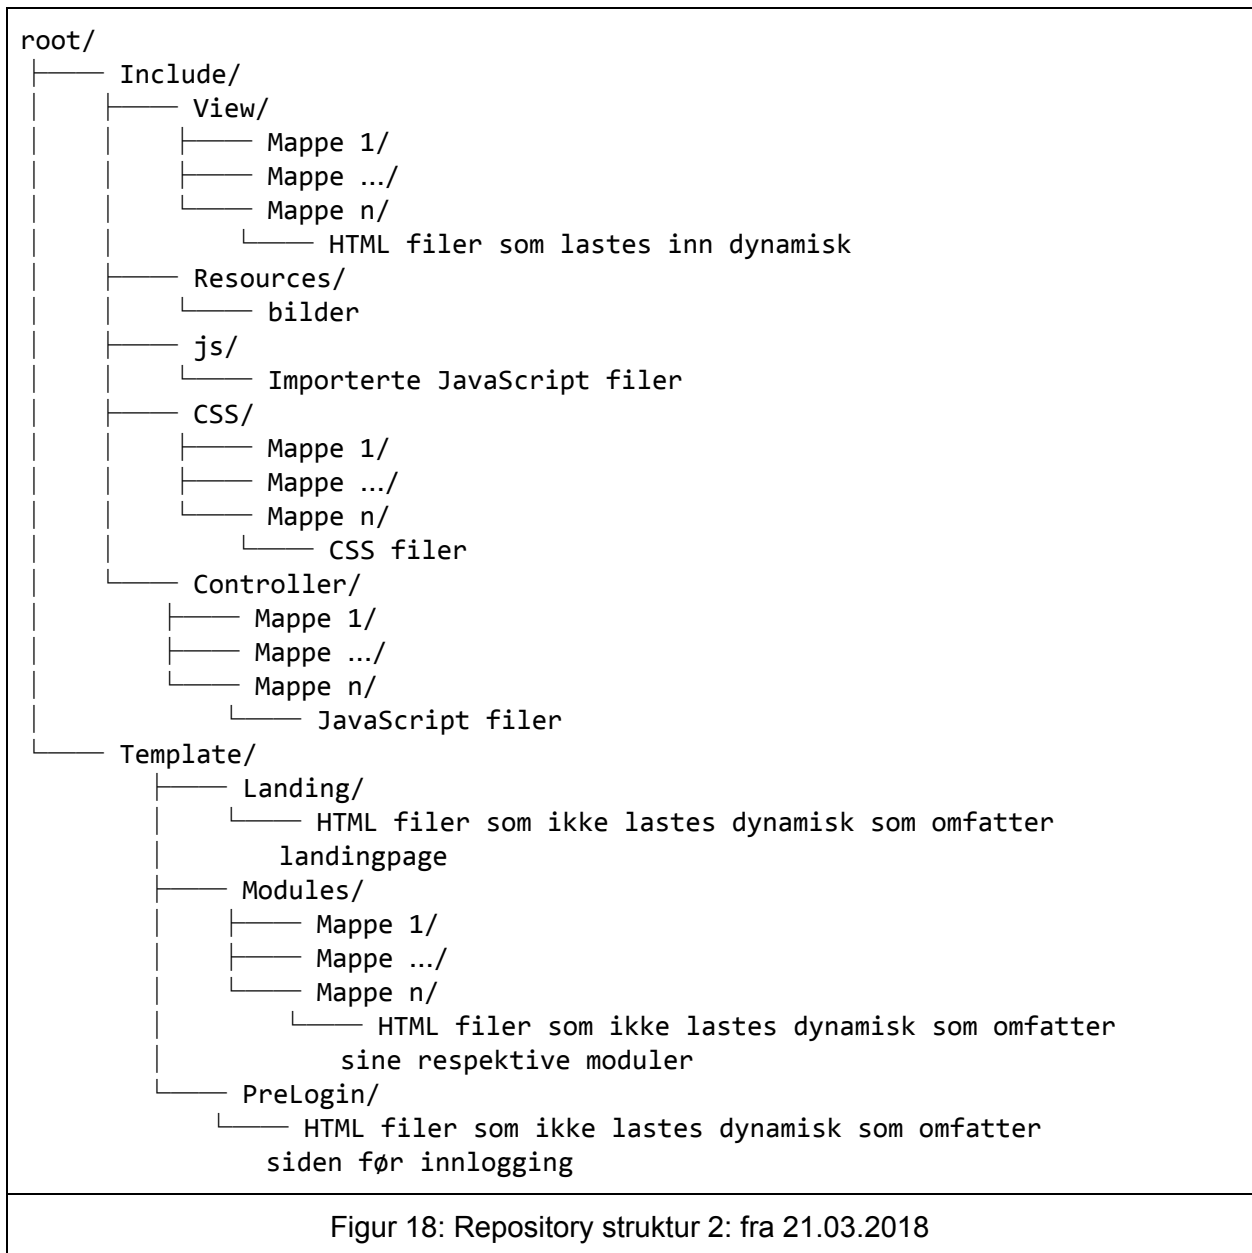 root/
Include/
View/
Mappe 1/
Mappe .../
Mappe n/
HTML filer som lastes inn dynamisk
Resources/
bilder
js/
Importerte JavaScript filer
CSS/
Mappe 1/
Mappe .../
Mappe n/
CSS filer
Controller/
Mappe 1/
Mappe .../
Mappe n/
JavaScript filer
Template/
Landing/
HTML filer som ikke lastes dynamisk som omfatter
landingpage
Modules/
Mappe 1/
Mappe .../
Mappe n/
HTML filer som ikke lastes dynamisk som omfatter
sine respektive moduler
PreLogin/
HTML filer som ikke lastes dynamisk som omfatter
siden før innlogging
Figur 18: Repository struktur 2: fra 21.03.2018